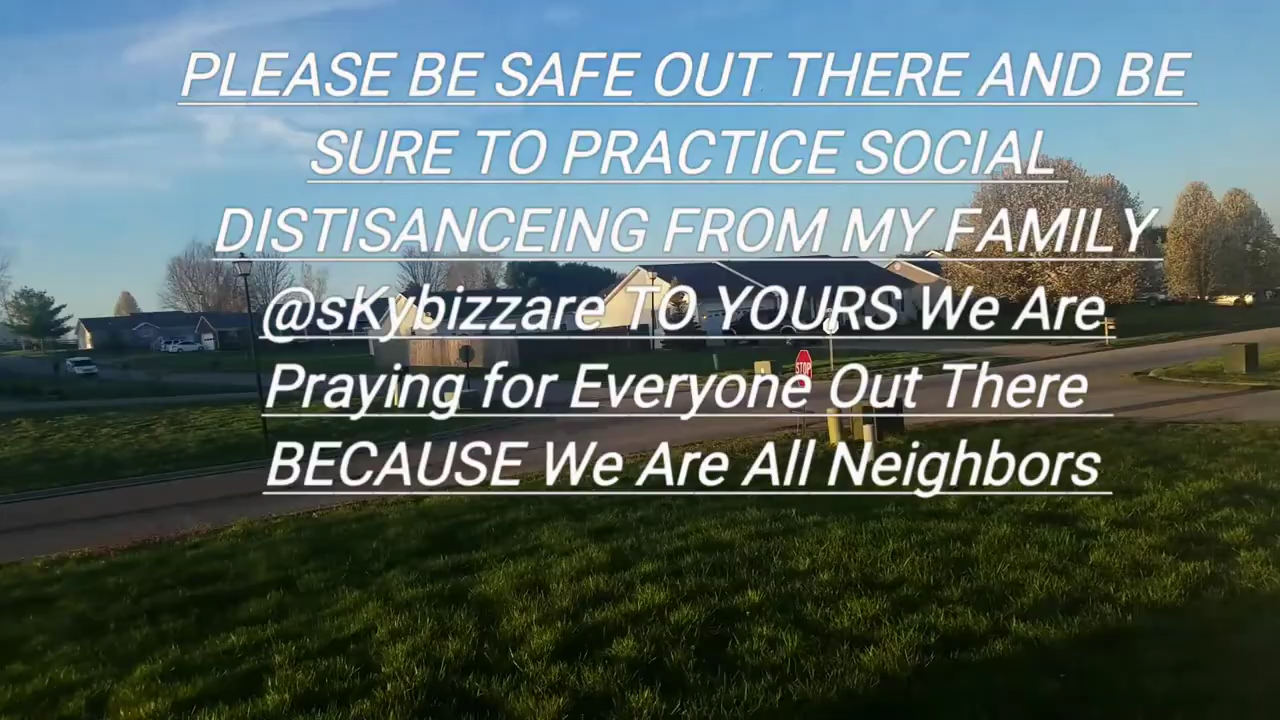 PLEASE BE SAFE OUT THERE AND BE
SURE TO PRACTICE SOCIAL
DISTISANCEING FROM MY FAMILY
@sKybizzare TO YOURS We Are
Praying for Everyone Out There
BECAUSE We Are All Neighbors
STOP